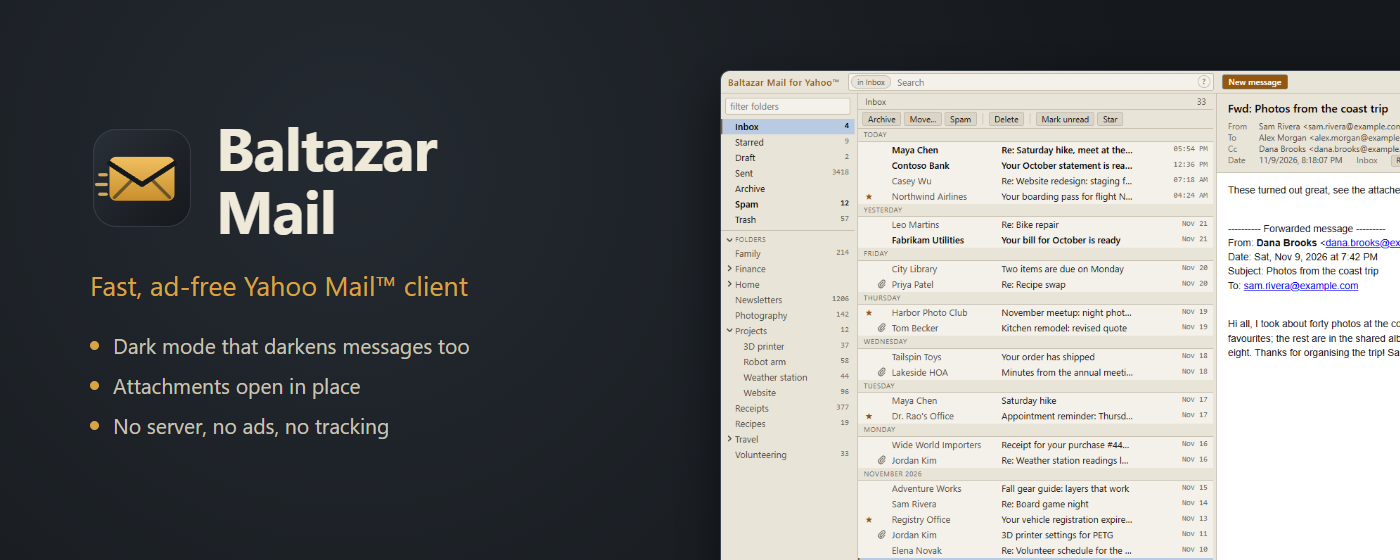 Baltazar
Mail
Fast, ad-free Yahoo Mail™ client
Dark mode that darkens messages too
Attachments open in place
No server, no ads, no tracking
Baltazar Mail for Yahoo™
in Inbox Search ?
New message
filter folders
Inbox 4
Starred 9
Draft 2
Sent 3418
Archive
Spam 12
Trash 57
FOLDERS
Family 214
Finance
Home
Newsletters 1206
Photography 142
Projects 12
3D printer 37
Robot arm 58
Weather station 44
Website 96
Receipts 377
Recipes 19
Travel
Volunteering 33
Inbox 33
Archive Move... Spam Delete Mark unread Star
TODAY
Maya Chen Re: Saturday hike, meet at the... 05:54 PM
Contoso Bank Your October statement is rea... 12:36 PM
Casey Wu Re: Website redesign: staging f... 07:18 AM
★ Northwind Airlines Your boarding pass for flight N... 04:24 AM
YESTERDAY
Leo Martins Re: Bike repair Nov 21
Fabrikam Utilities Your bill for October is ready Nov 21
FRIDAY
City Library Two items are due on Monday Nov 20
Priya Patel Re: Recipe swap Nov 20
THURSDAY
★ Harbor Photo Club November meetup: night phot... Nov 19
Tom Becker Kitchen remodel: revised quote Nov 19
WEDNESDAY
Tailspin Toys Your order has shipped Nov 18
Lakeside HOA Minutes from the annual meeti... Nov 18
TUESDAY
Maya Chen Saturday hike Nov 17
★ Dr. Rao's Office Appointment reminder: Thursd... Nov 17
MONDAY
Wide World Importers Receipt for your purchase #44... Nov 16
Jordan Kim Re: Weather station readings l... Nov 16
NOVEMBER 2026
Adventure Works Fall gear guide: layers that work Nov 15
Sam Rivera Re: Board game night Nov 14
★ Registry Office Your vehicle registration expire... Nov 13
Jordan Kim 3D printer settings for PETG Nov 11
Elena Novak Re: Volunteer schedule for the ... Nov 10
Fwd: Photos from the coast trip
From Sam Rivera <sam.rivera@example.com
To Alex Morgan <alex.morgan@example.
Cc Dana Brooks <dana.brooks@example.
Date 11/9/2026, 8:18:07 PM Inbox R
These turned out great, see the attache
---------- Forwarded message ---------
From: Dana Brooks <dana.brooks@ex
Date: Sat, Nov 9, 2026 at 7:42 PM
Subject: Photos from the coast trip
To: sam.rivera@example.com
Hi all, I took about forty photos at the co
favourites; the rest are in the shared alb
eight. Thanks for organising the trip! Sa